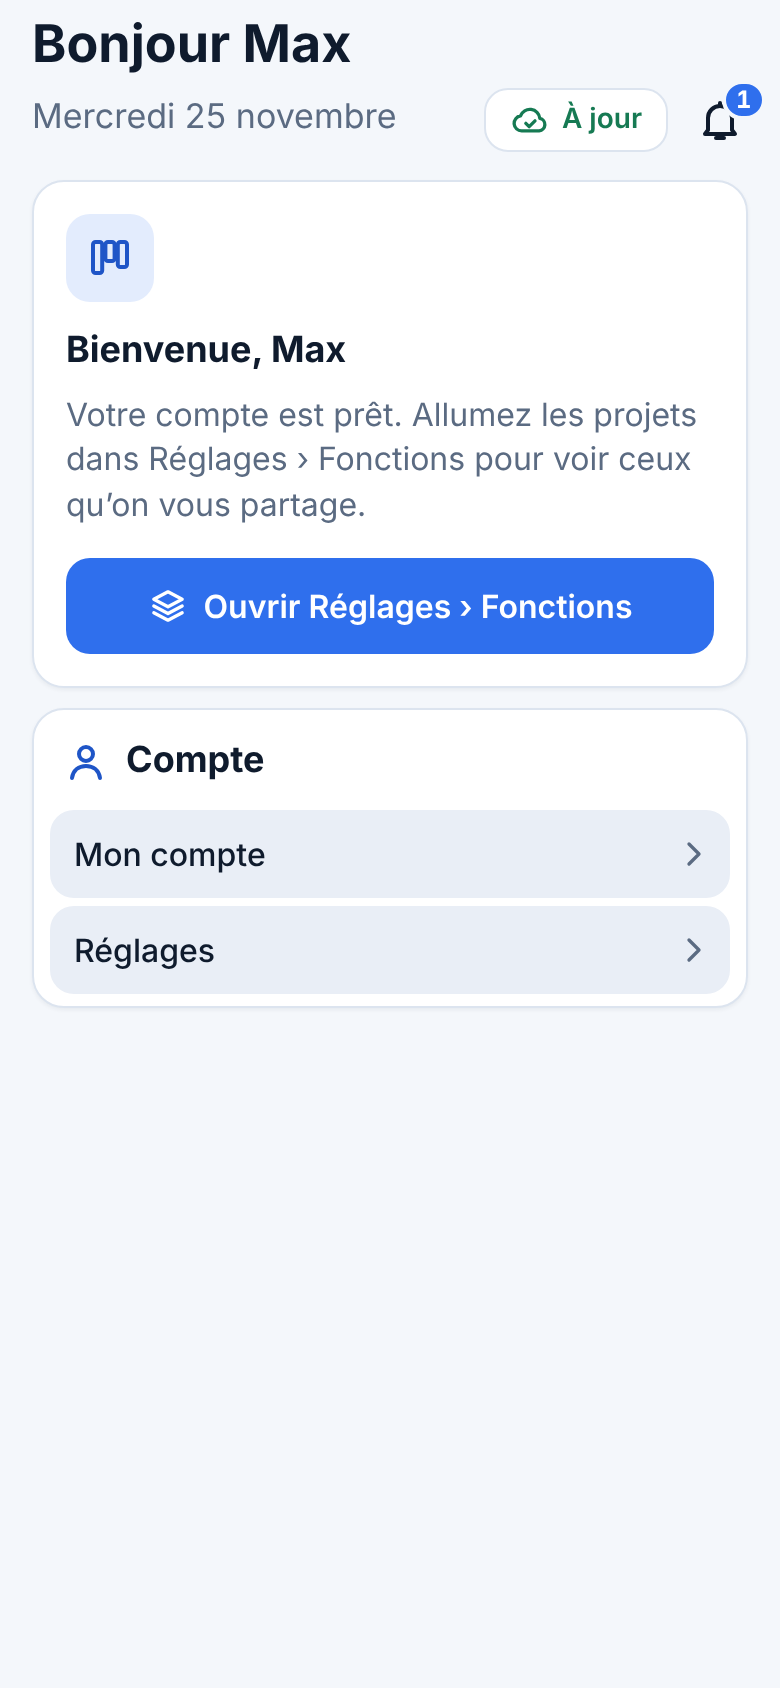 Bonjour Max
Mercredi 25 novembre
À jour
1
Bienvenue, Max
Votre compte est prêt. Allumez les projets
dans Réglages › Fonctions pour voir ceux
qu’on vous partage.
Ouvrir Réglages › Fonctions
Compte
Mon compte
Réglages